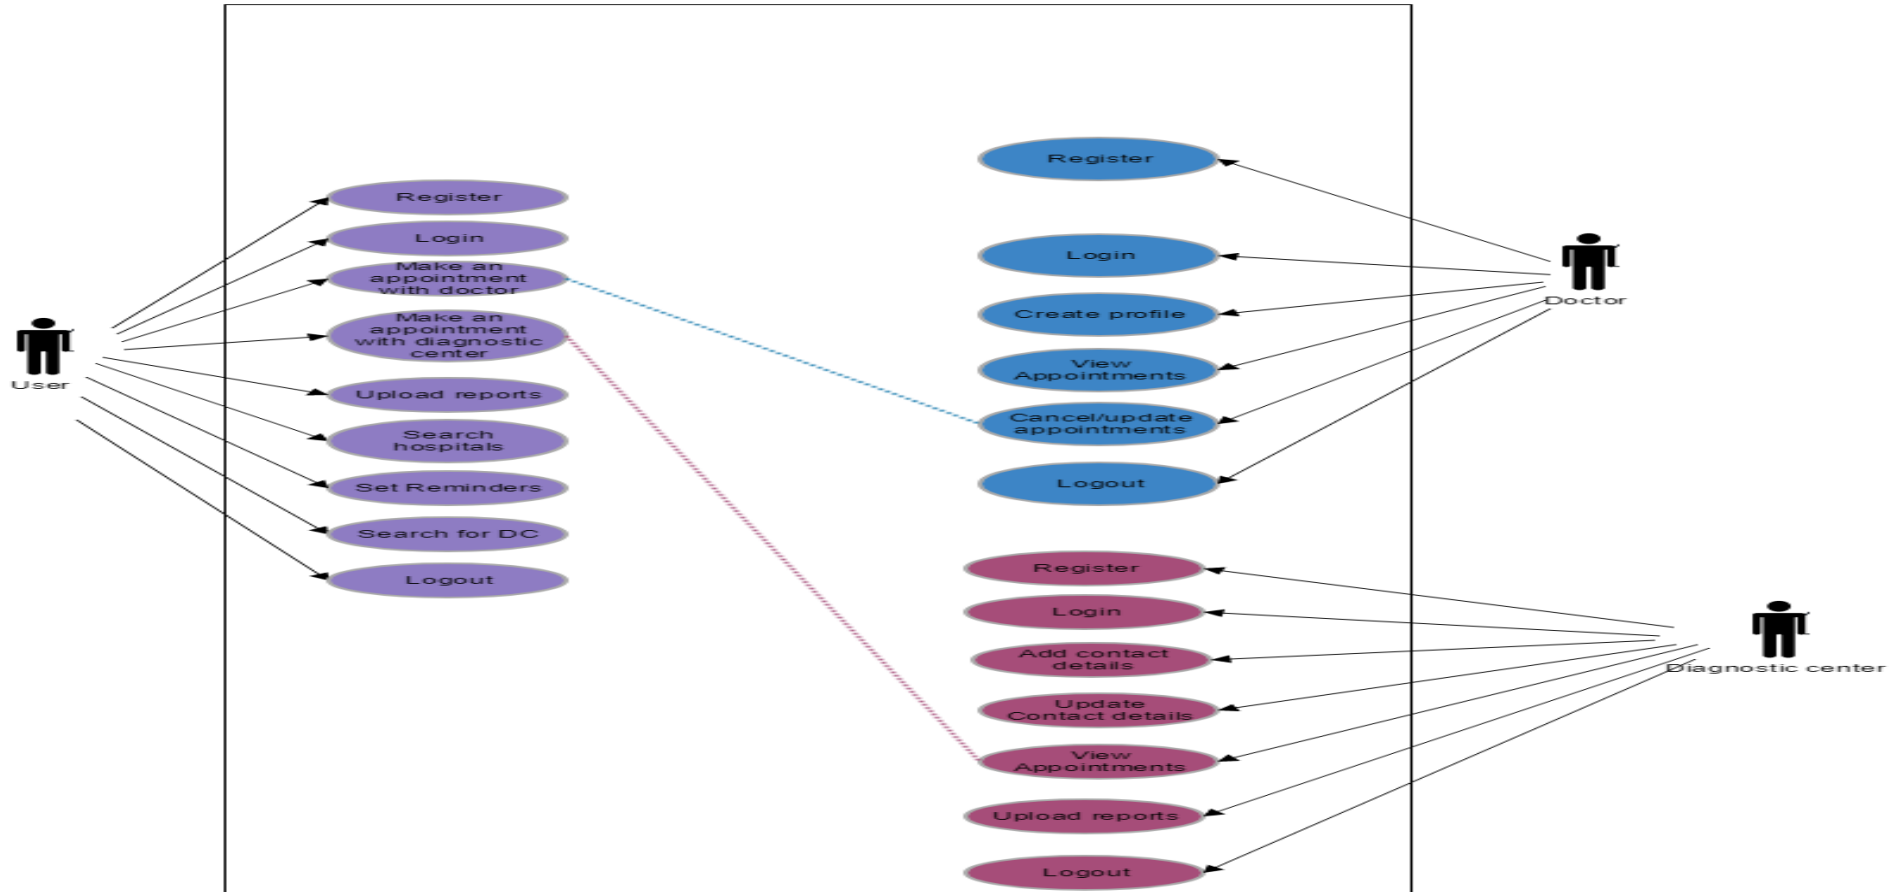 User
Register
Login
Make an
appointment
with doctor
Make an
appointment
with diagnostic
center
Upload reports
Search
hospitals
Set Reminders
Search for DC
Logout
Register
Login
Create profile
View
Appointments
Cancel/update
appointments
Logout
Doctor
Register
Login
Add contact
details
Update
Contact details
View
Appointments
Upload reports
Logout
Diagnostic center